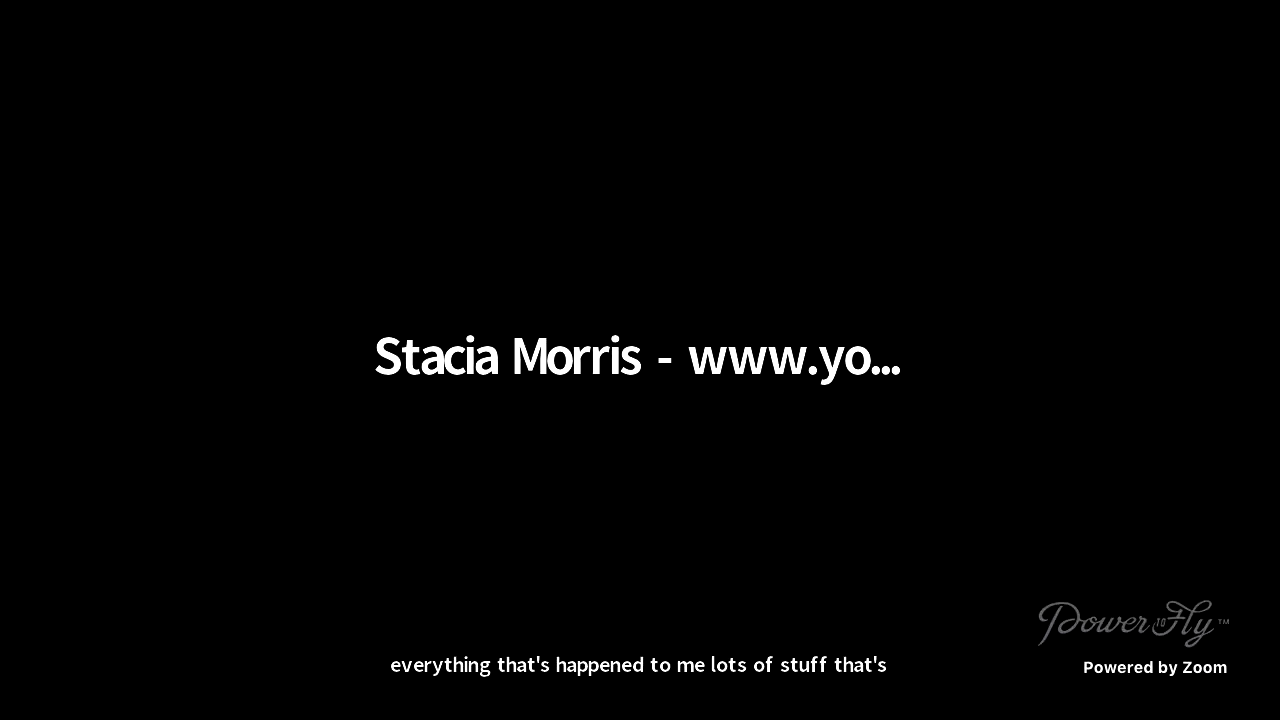 Stacia Morris - www.yo...
Power to Fly™
everything that's happened to me lots of stuff that's
Powered by Zoom